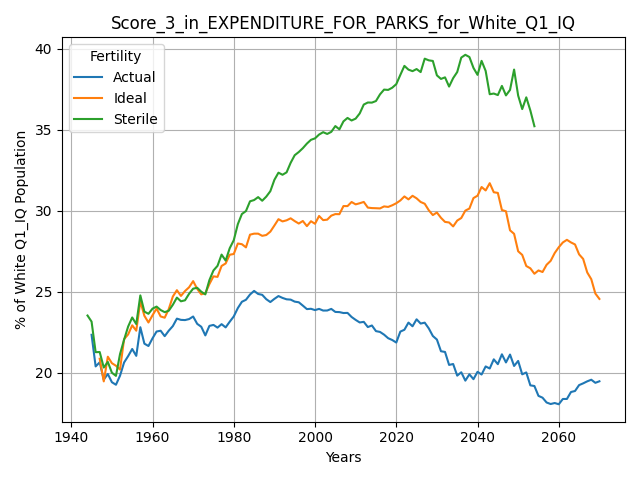 Score_3_in_EXPENDITURE_FOR_PARKS_for_White_Q1_IQ
Fertility
Actual
Ideal
Sterile
% of White Q1_IQ Population
40
35
30
25
20
1940 1960 1980 2000 2020 2040 2060
Years